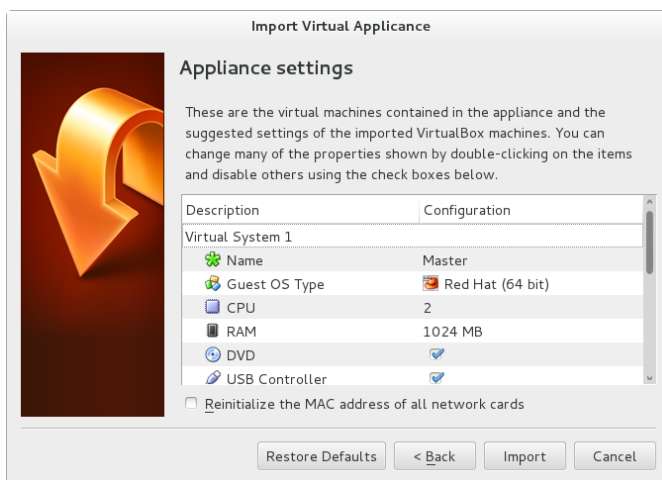 Import Virtual Applicance
Appliance settings
These are the virtual machines contained in the appliance and the
suggested settings of the imported VirtualBox machines. You can
change many of the properties shown by double-clicking on the items
and disable others using the check boxes below.
Description Configuration
Virtual System 1
Name Master
Guest OS Type Red Hat (64 bit)
CPU 2
RAM 1024 MB
DVD
USB Controller
Reinitialize the MAC address of all network cards
Restore Defaults < Back Import Cancel